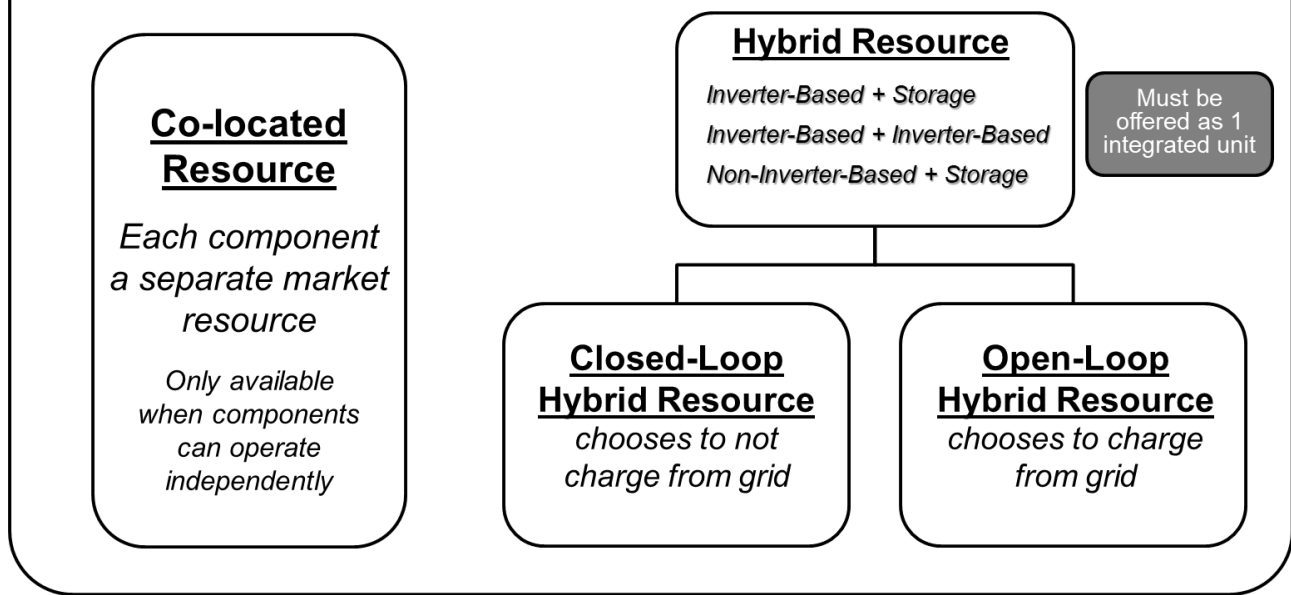 Co-located
Resource
Each component
a separate market
resource
Only available
when components
can operate
independently
Hybrid Resource
Inverter-Based + Storage
Inverter-Based + Inverter-Based
Non-Inverter-Based + Storage
Must be
offered as 1
integrated unit
Closed-Loop
Hybrid Resource
chooses to not
charge from grid
Open-Loop
Hybrid Resource
chooses to charge
from grid